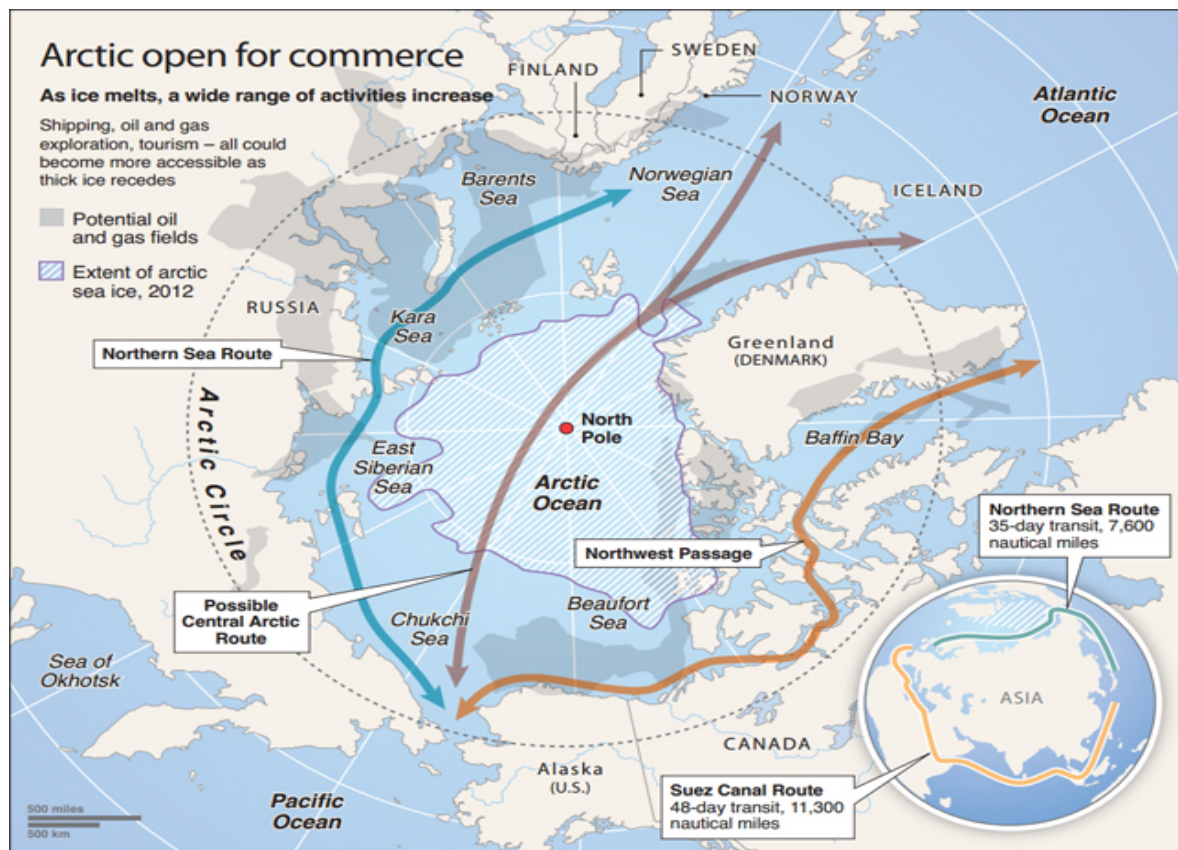 Arctic open for commerce
As ice melts, a wide range of activities increase
Shipping, oil and gas
exploration, tourism – all could
become more accessible as
thick ice recedes
Potential oil
and gas fields
Extent of arctic
sea ice, 2012
FINLAND
SWEDEN
NORWAY
Atlantic
Ocean
Barents
Sea
Norwegian
Sea
ICELAND
RUSSIA
Kara
Sea
Northern Sea Route
Greenland
(DENMARK)
Arctic Circle
North
Pole
Baffin Bay
East
Siberian
Sea
Arctic
Ocean
Northwest Passage
Northern Sea Route
35-day transit, 7,600
nautical miles
Possible
Central Arctic
Route
Chukchi
Sea
Beaufort
Sea
Sea of
Okhotsk
ASIA
CANADA
Alaska
(U.S.)
Suez Canal Route
48-day transit, 11,300
nautical miles
Pacific
Ocean
500 miles
500 km